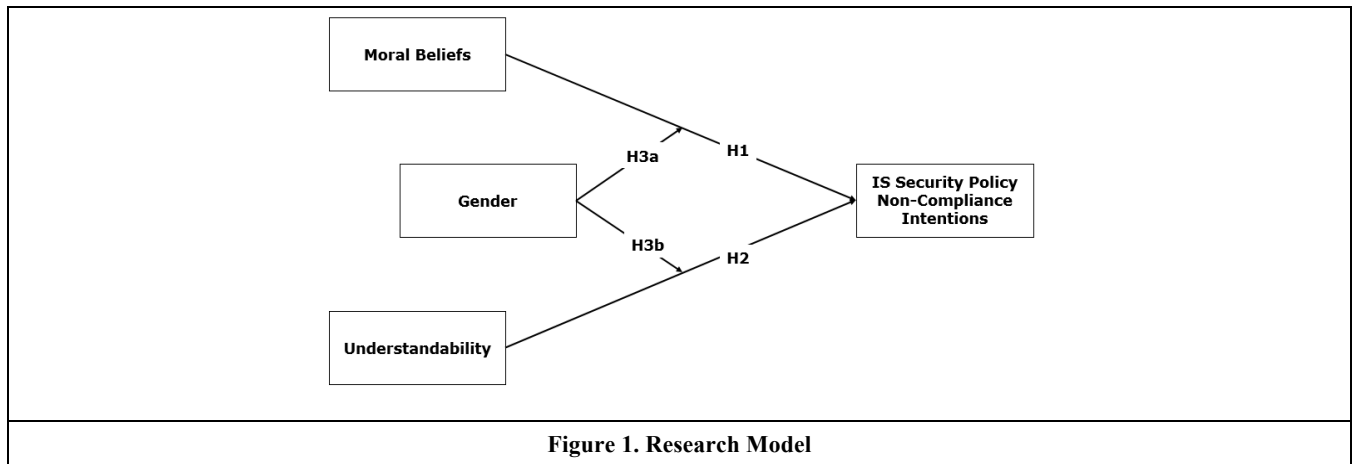 Moral Beliefs
H3a
H1
Gender
IS Security Policy
Non-Compliance
Intentions
H3b
H2
Understandability
Figure 1. Research Model